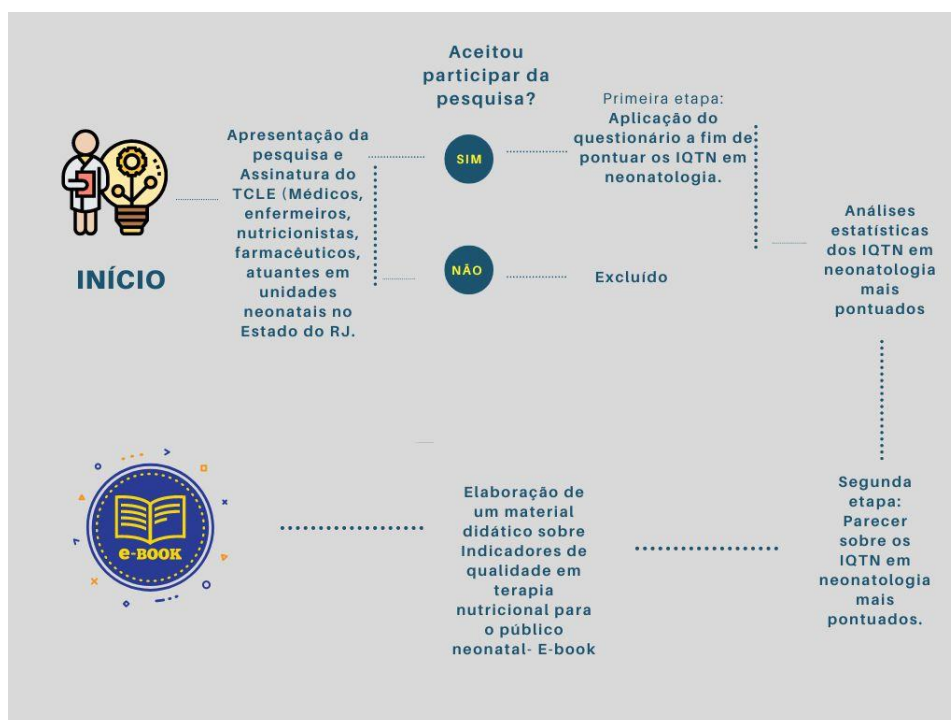 INÍCIO
Apresentação da
pesquisa e
Assinatura do
TCLE (Médicos,
enfermeiros,
nutricionistas,
farmacêuticos,
atuantes em
unidades
neonatais no
Estado do RJ.
Aceitou
participar da
pesquisa?
SIM
NÃO
Primeira etapa:
Aplicação do
questionário a fim de
pontuar os IQTN em
neonatologia.
Excluído
Análises
estatísticas
dos IQTN em
neonatologia
mais
pontuados
Segunda
etapa:
Parecer
sobre os
IQTN em
neonatologia
mais
pontuados.
Elaboração de
um material
didático sobre
Indicadores de
qualidade em
terapia
nutricional para
o público
neonatal- E-book
e-BOOK